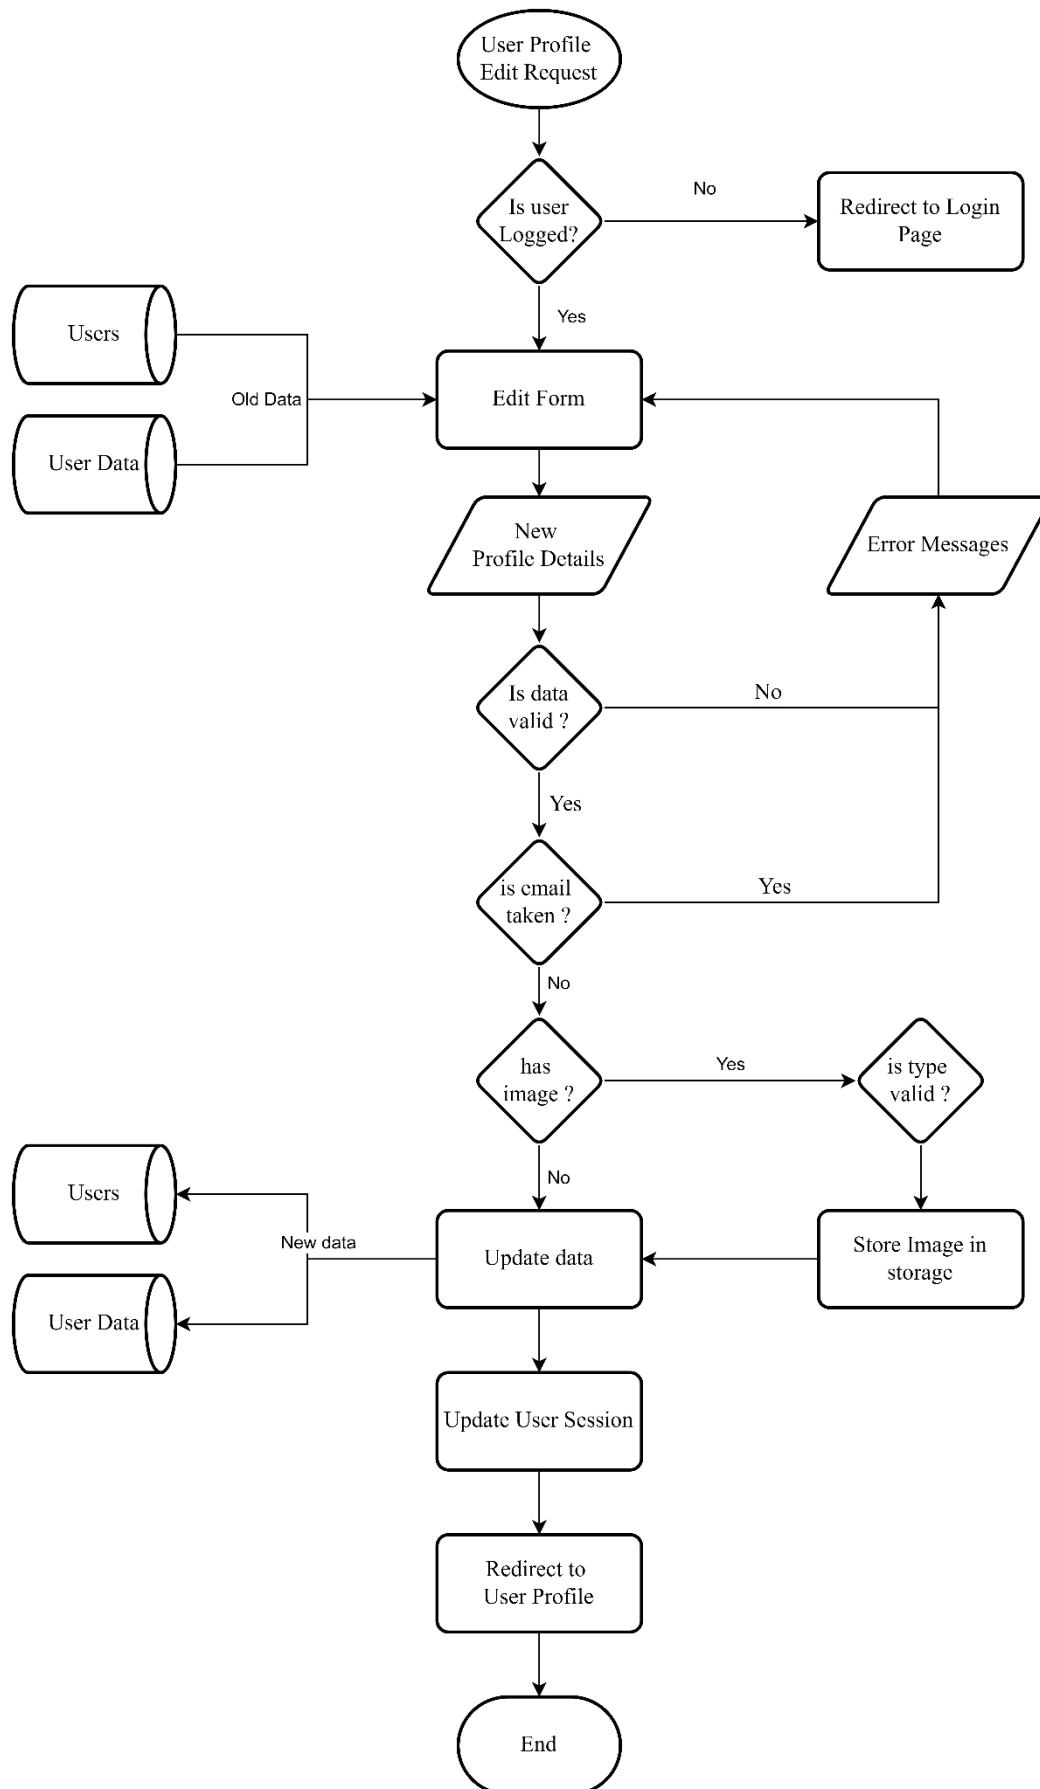 User Profile
Edit Request
Is user
Logged?
No
Redirect to Login
Page
Yes
Users
Old Data
User Data
Edit Form
New
Profile Details
Error Messages
Is data
valid ?
No
Yes
is email
taken ?
Yes
No
has
image ?
Yes
is type
valid ?
No
Users
New data
User Data
Update data
Store Image in
storage
Update User Session
Redirect to
User Profile
End